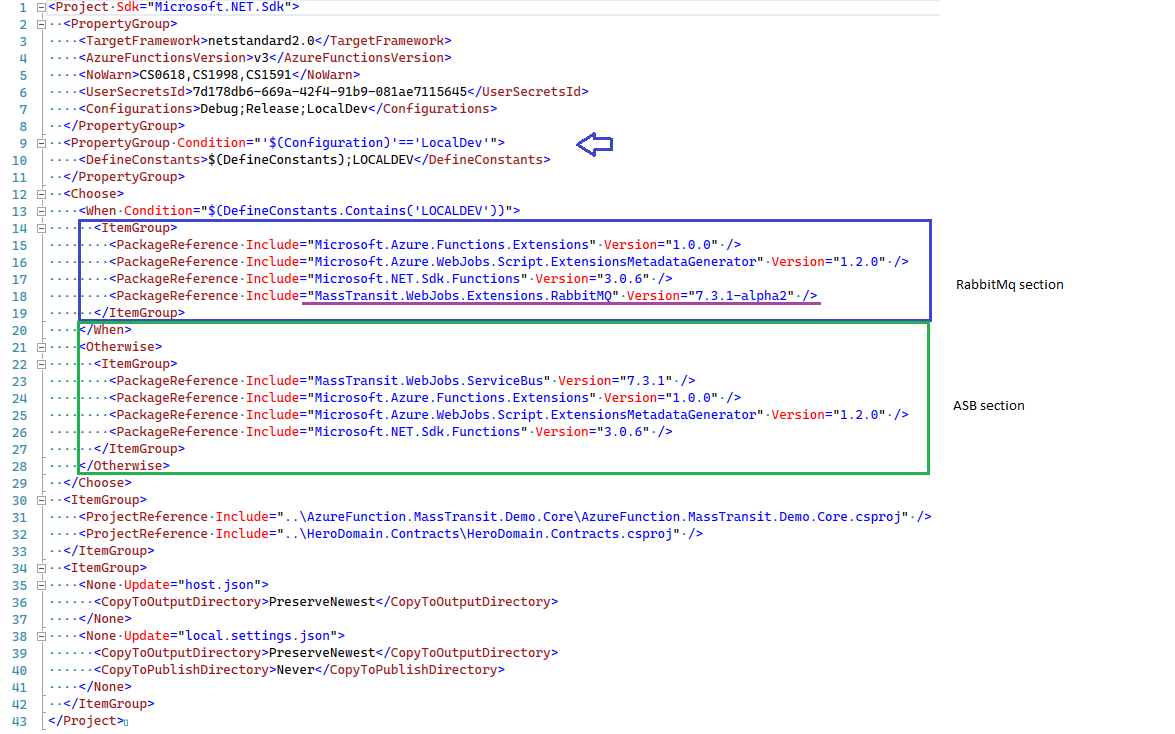 1 <Project Sdk="Microsoft.NET.Sdk">
2 <PropertyGroup>
3 <TargetFramework>netstandard2.0</TargetFramework>
4 <AzureFunctionsVersion>v3</AzureFunctionsVersion>
5 <NoWarn>CS0618,CS1998,CS1591</NoWarn>
6 <UserSecretsId>7d178db6-669a-42f4-91b9-081ae7115645</UserSecretsId>
7 <Configurations>Debug;Release;LocalDev</Configurations>
8 </PropertyGroup>
9 <PropertyGroup Condition="'$(Configuration)'=='LocalDev'">
10 <DefineConstants>$(DefineConstants);LOCALDEV</DefineConstants>
11 </PropertyGroup>
12 <Choose>
13 <When Condition="$(DefineConstants.Contains('LOCALDEV'))">
14 <ItemGroup>
15 <PackageReference Include="Microsoft.Azure.Functions.Extensions" Version="1.0.0" />
16 <PackageReference Include="Microsoft.Azure.WebJobs.Script.ExtensionsMetadataGenerator" Version="1.2.0" />
17 <PackageReference Include="Microsoft.NET.Sdk.Functions" Version="3.0.6" />
RabbitMq section
18 <PackageReference Include="MassTransit.WebJobs.Extensions.RabbitMQ" Version="7.3.1-alpha2" />
19 </ItemGroup>
20 </When>
21 <Otherwise>
22 <ItemGroup>
23 <PackageReference Include="MassTransit.WebJobs.ServiceBus" Version="7.3.1" />
24 <PackageReference Include="Microsoft.Azure.Functions.Extensions" Version="1.0.0" />
ASB section
25 <PackageReference Include="Microsoft.Azure.WebJobs.Script.ExtensionsMetadataGenerator" Version="1.2.0" />
26 <PackageReference Include="Microsoft.NET.Sdk.Functions" Version="3.0.6" />
27 </ItemGroup>
28 </Otherwise>
29 </Choose>
30 <ItemGroup>
31 <ProjectReference Include="..\AzureFunction.MassTransit.Demo.Core\AzureFunction.MassTransit.Demo.Core.csproj" />
32 <ProjectReference Include="..\HeroDomain.Contracts\HeroDomain.Contracts.csproj" />
33 </ItemGroup>
34 <ItemGroup>
35 <None Update="host.json">
36 <CopyToOutputDirectory>PreserveNewest</CopyToOutputDirectory>
37 </None>
38 <None Update="local.settings.json">
39 <CopyToOutputDirectory>PreserveNewest</CopyToOutputDirectory>
40 <CopyToPublishDirectory>Never</CopyToPublishDirectory>
41 </None>
42 </ItemGroup>
43 </Project>